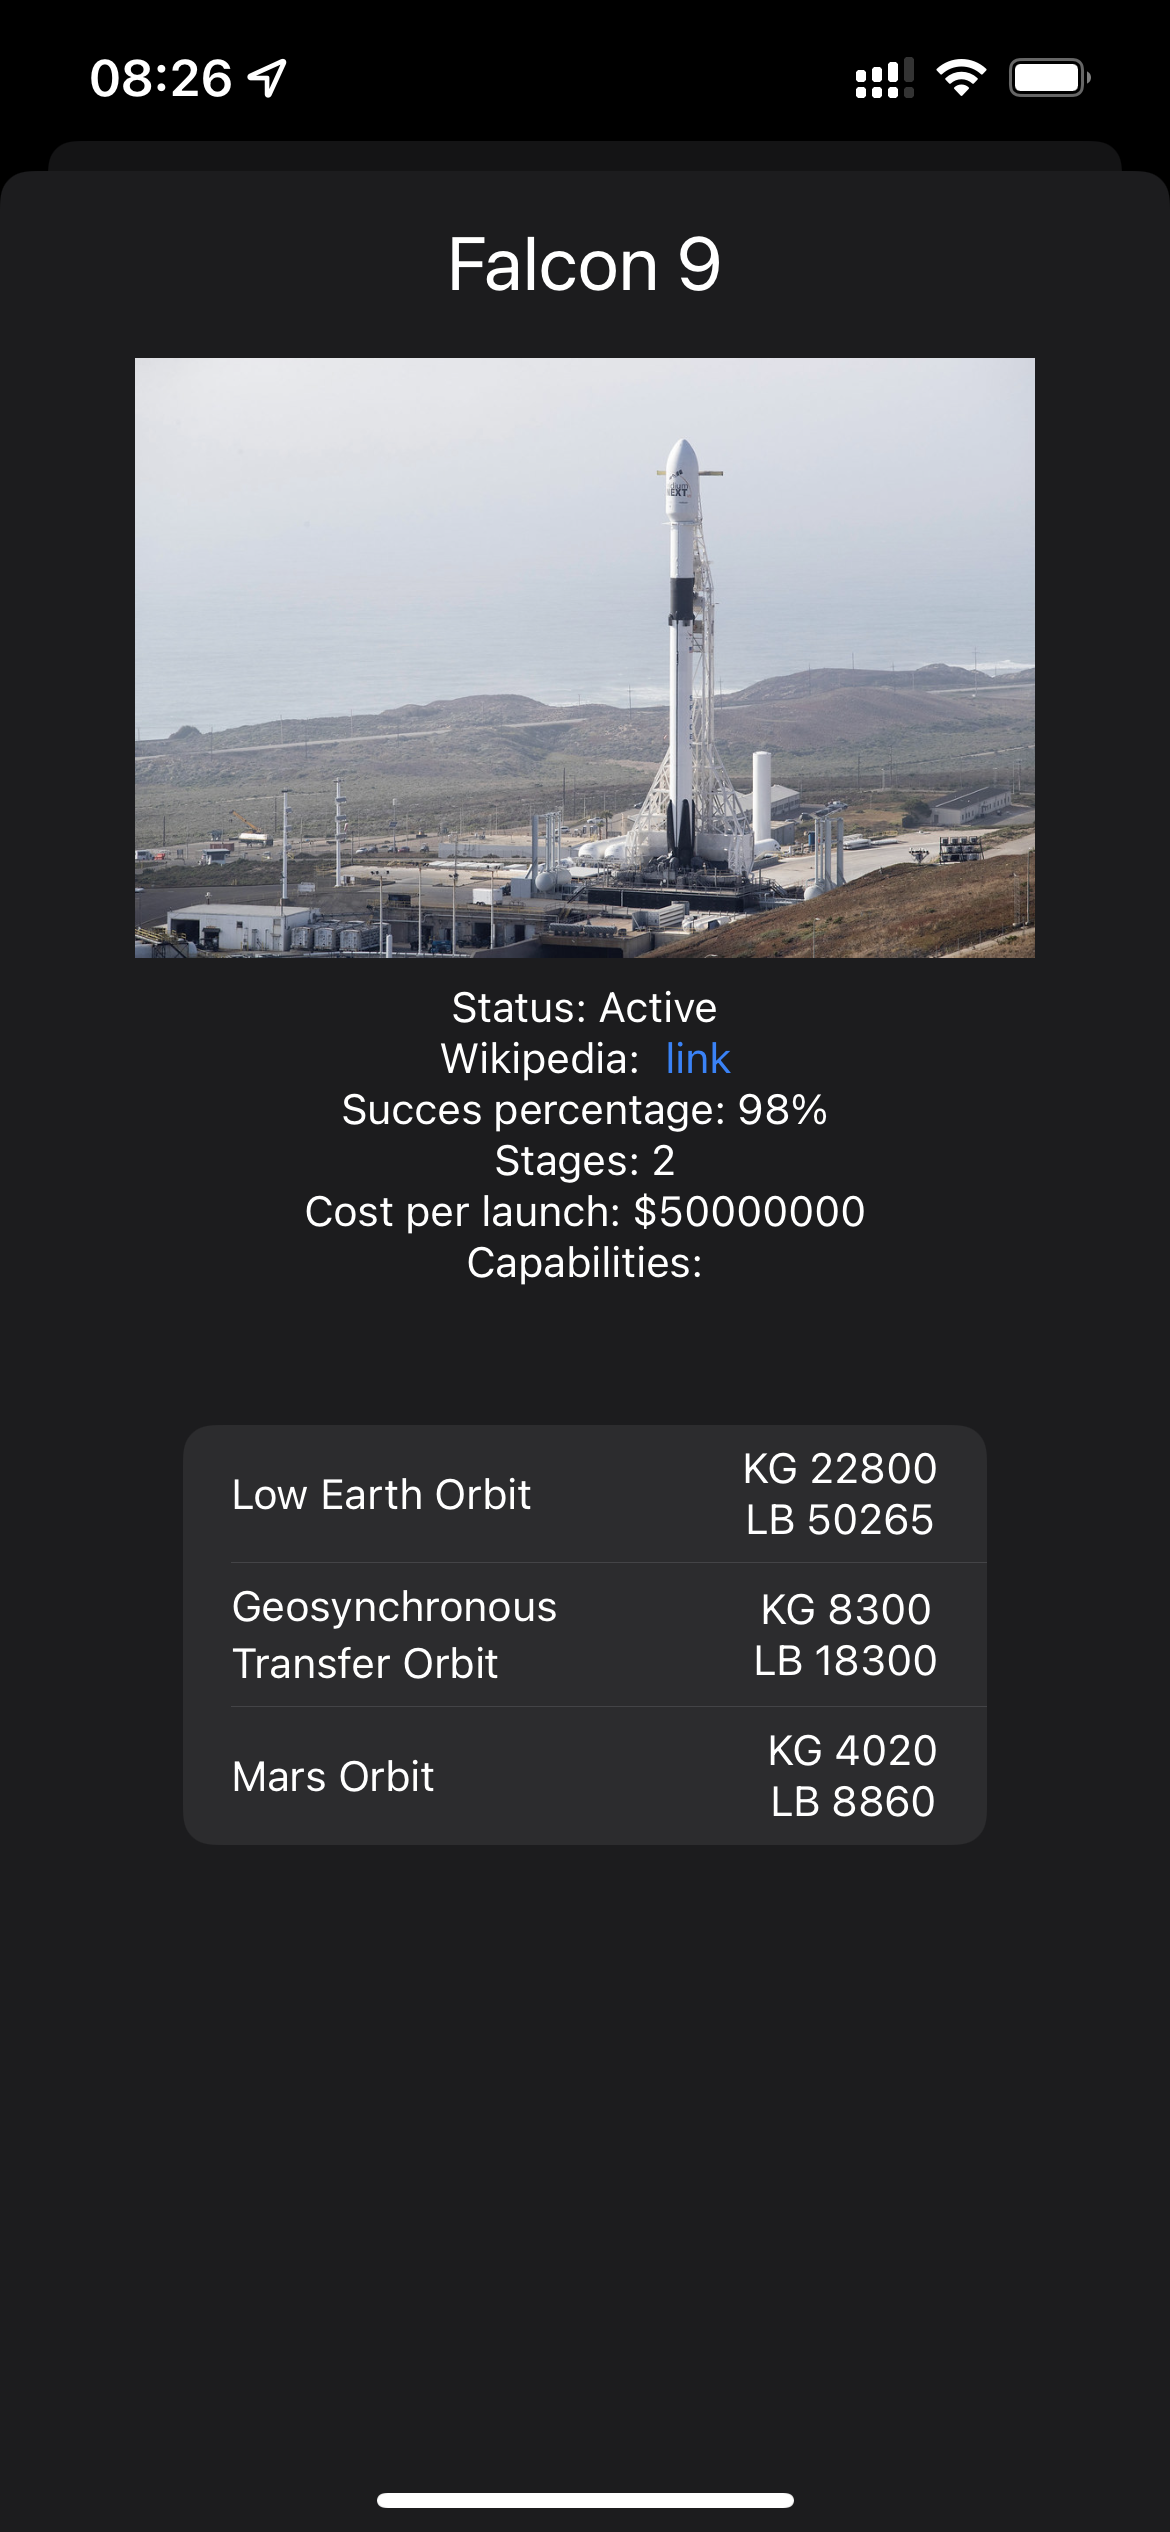 08:26
Falcon 9
NEXT
Status: Active
Wikipedia: link
Succes percentage: 98%
Stages: 2
Cost per launch: $50000000
Capabilities:
Low Earth Orbit
KG 22800
LB 50265
Geosynchronous
Transfer Orbit
KG 8300
LB 18300
Mars Orbit
KG 4020
LB 8860